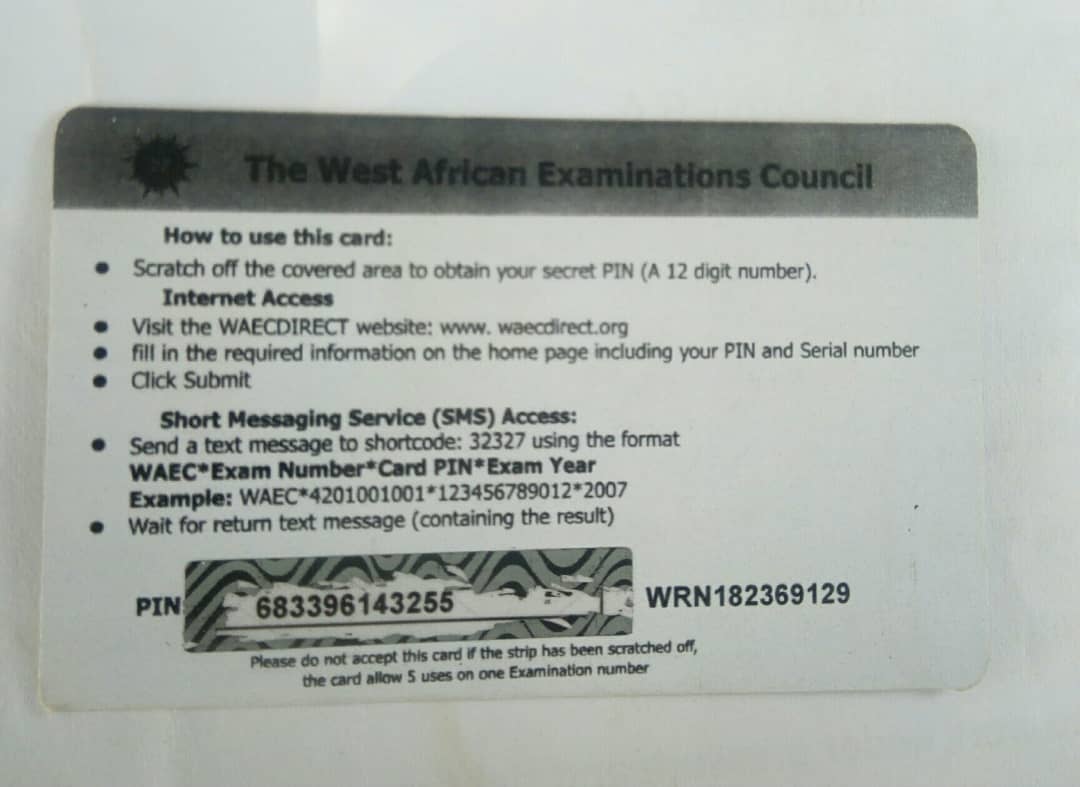 The West African Examinations Council
How to use this card:
• Scratch off the covered area to obtain your secret PIN (A 12 digit number).
Internet Access
• Visit the WAECDIRECT website: www. waecdirect.org
• fill in the required information on the home page including your PIN and Serial number
• Click Submit
Short Messaging Service (SMS) Access:
• Send a text message to shortcode: 32327 using the format
WAEC*Exam Number*Card PIN*Exam Year
Example: WAEC*4201001001*123456789012*2007
• Wait for return text message (containing the result)
PIN 683396143255 WRN182369129
Please do not accept this card if the strip has been scratched off,
the card allow 5 uses on one Examination number